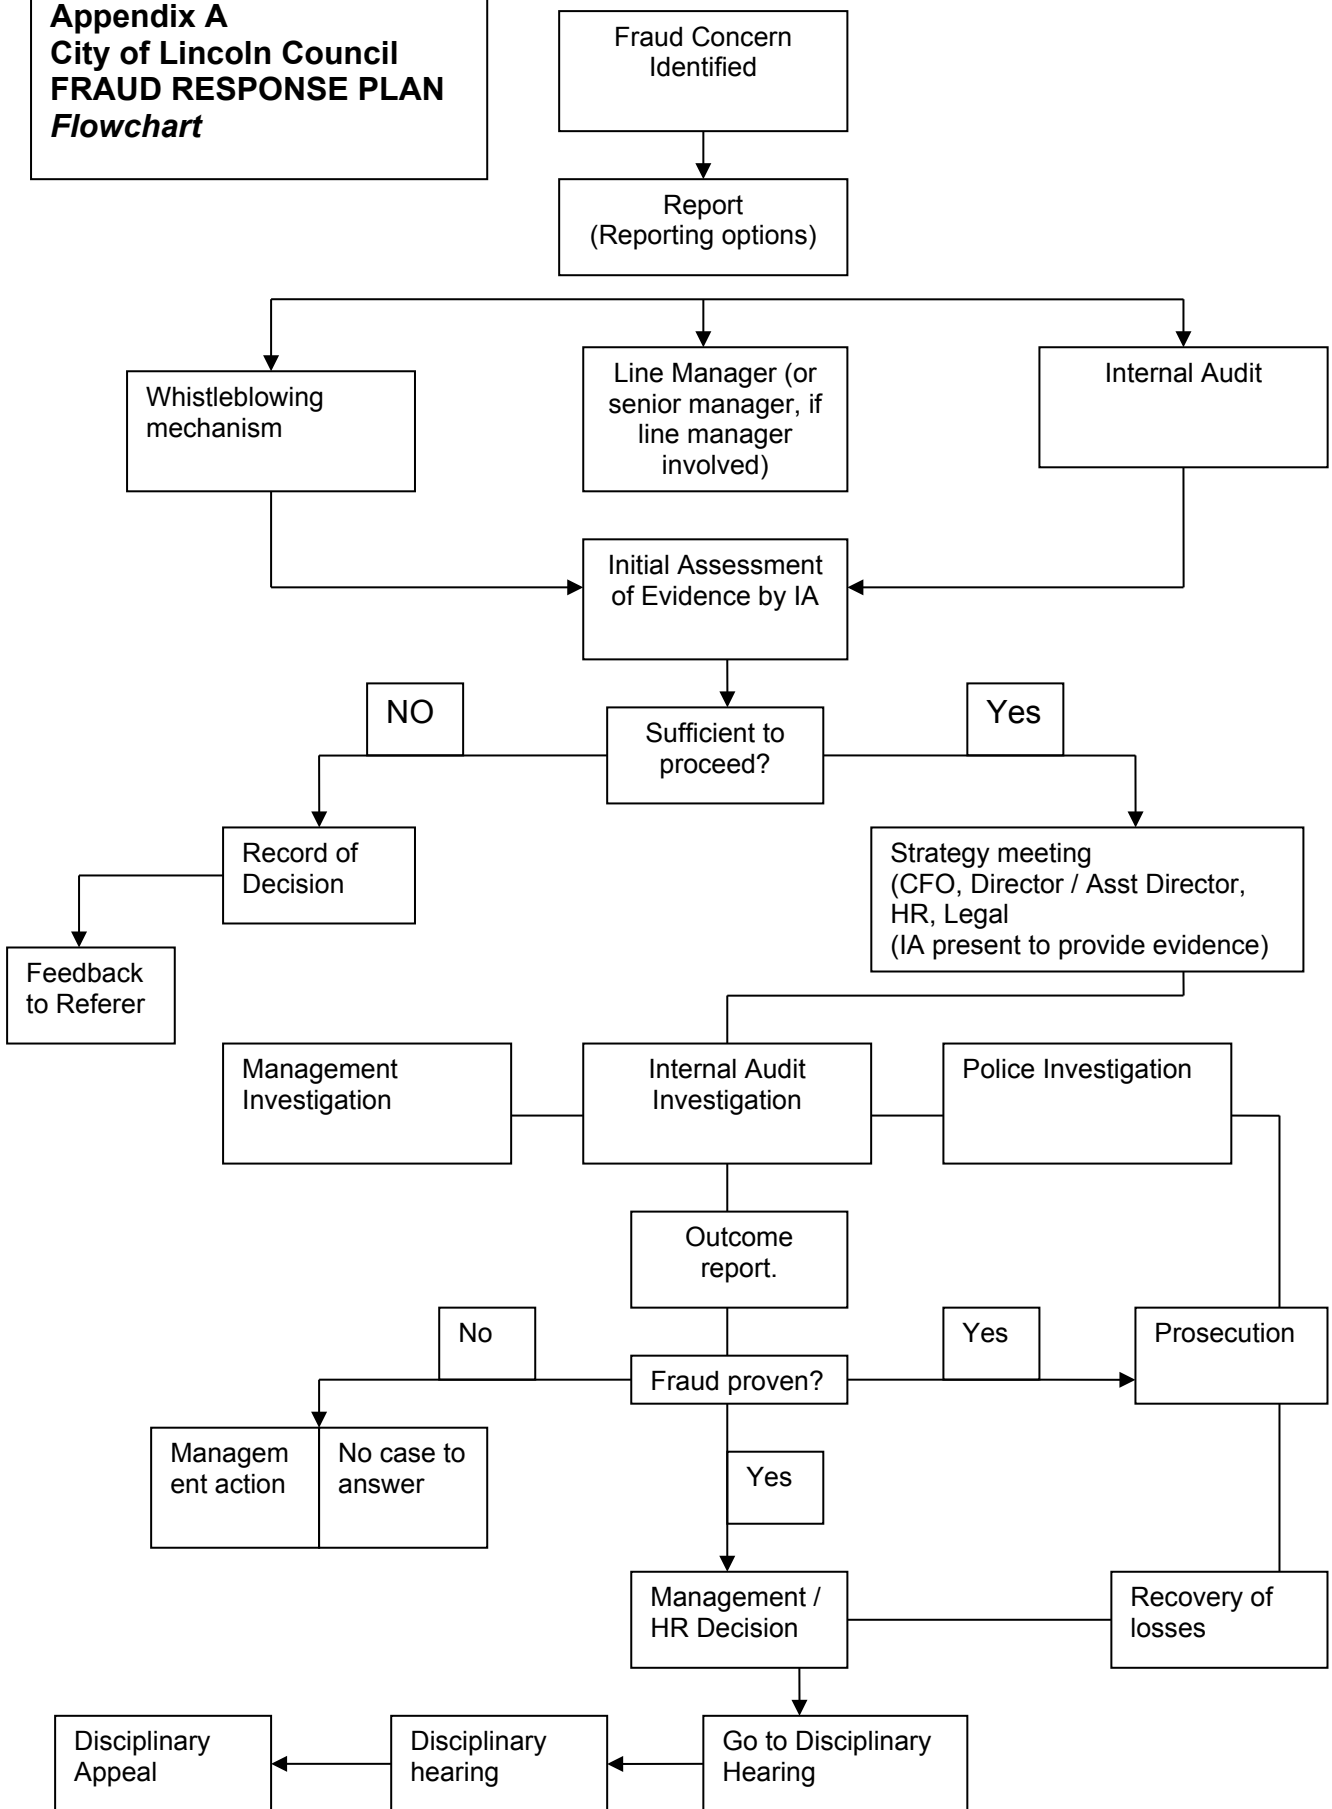 Appendix A
City of Lincoln Council
FRAUD RESPONSE PLAN
Flowchart
Fraud Concern
Identified
Report
(Reporting options)
Whistleblowing
mechanism
Line Manager (or
senior manager, if
line manager
involved)
Internal Audit
Initial Assessment
of Evidence by IA
NO
Sufficient to
proceed?
Yes
Record of
Decision
Strategy meeting
(CFO, Director / Asst Director,
HR, Legal
(IA present to provide evidence)
Feedback
to Referer
Management
Investigation
Internal Audit
Investigation
Police Investigation
Outcome
report.
No
Yes
Prosecution
Fraud proven?
Managem
ent action
No case to
answer
Yes
Management /
HR Decision
Recovery of
losses
Disciplinary
Appeal
Disciplinary
hearing
Go to Disciplinary
Hearing